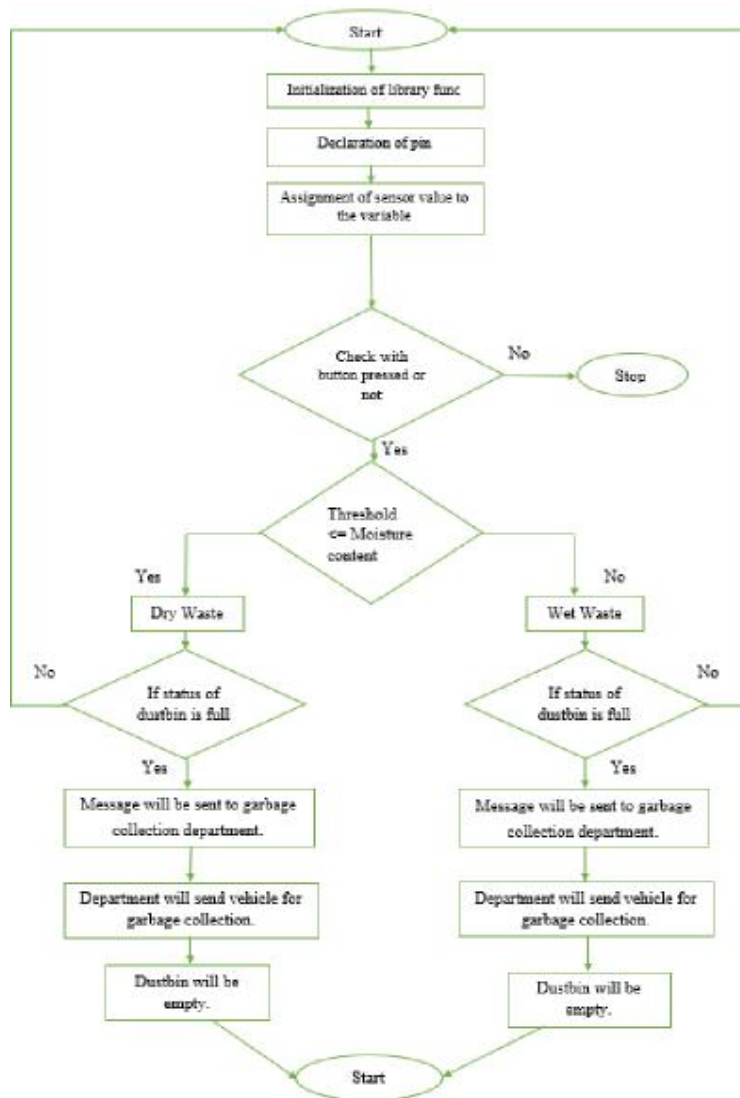 Start
Initialization of library func
Declaration of pin
Assignment of sensor value to
the variable
Check with
button pressed or
not
No
Stop
Yes
Threshold
<= Moisture
content
Yes
No
Dry Waste
Wet Waste
No
If status of
dustbin is full
If status of
dustbin is full
No
Yes
Yes
Message will be sent to garbage
collection department.
Message will be sent to garbage
collection department.
Department will send vehicle for
garbage collection.
Department will send vehicle for
garbage collection.
Dustbin will be
empty.
Dustbin will be
empty.
Start